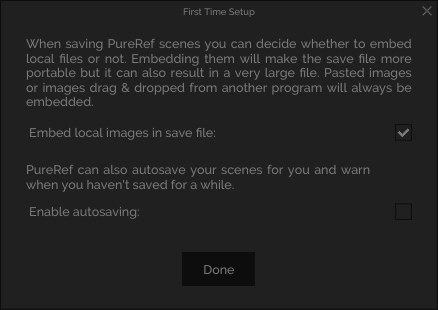 First Time Setup
When saving PureRef scenes you can decide whether to embed
local files or not. Embedding them will make the save file more
portable but it can also result in a very large file. Pasted images
or images drag & dropped from another program will always be
embedded.
Embed local images in save file:
PureRef can also autosave your scenes for you and warn
when you haven't saved for a while.
Enable autosaving:
Done